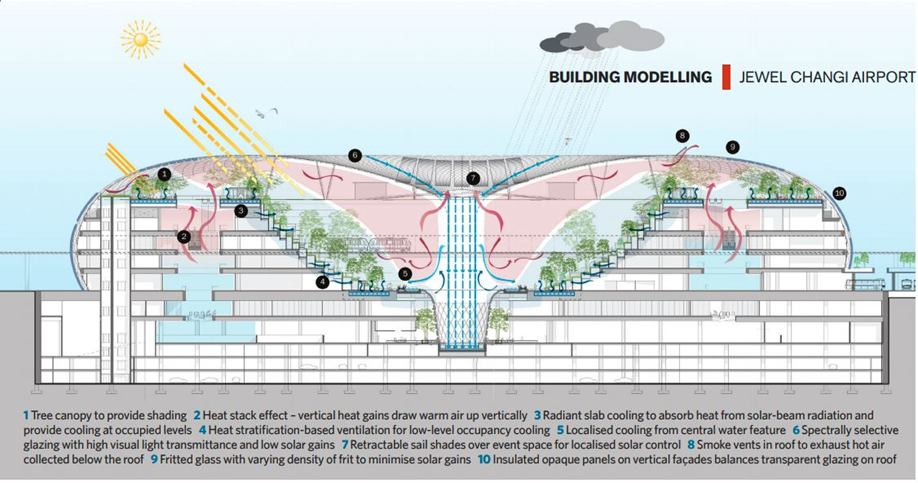 BUILDING MODELLING JEWEL CHANGI AIRPORT
8
9
6
1
7
10
3
2
5
4
1 Tree canopy to provide shading 2 Heat stack effect – vertical heat gains draw warm air up vertically 3 Radiant slab cooling to absorb heat from solar-beam radiation and
provide cooling at occupied levels 4 Heat stratification-based ventilation for low-level occupancy cooling 5 Localised cooling from central water feature 6 Spectrally selective
glazing with high visual light transmittance and low solar gains 7 Retractable sail shades over event space for localised solar control 8 Smoke vents in roof to exhaust hot air
collected below the roof 9 Fritted glass with varying density of frit to minimise solar gains 10 Insulated opaque panels on vertical façades balances transparent glazing on roof